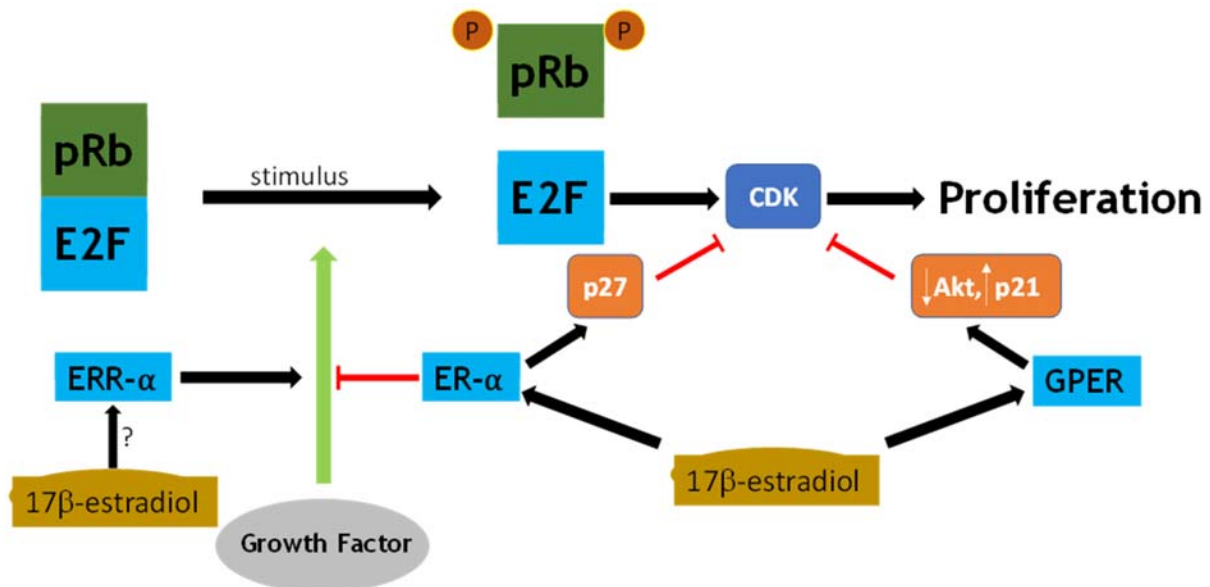 P
P
pRb
pRb
E2F
stimulus
E2F
CDK
Proliferation
p27
↓Akt,↑p21
ERR-α
ER-α
GPER
?
17β-estradiol
17β-estradiol
Growth Factor